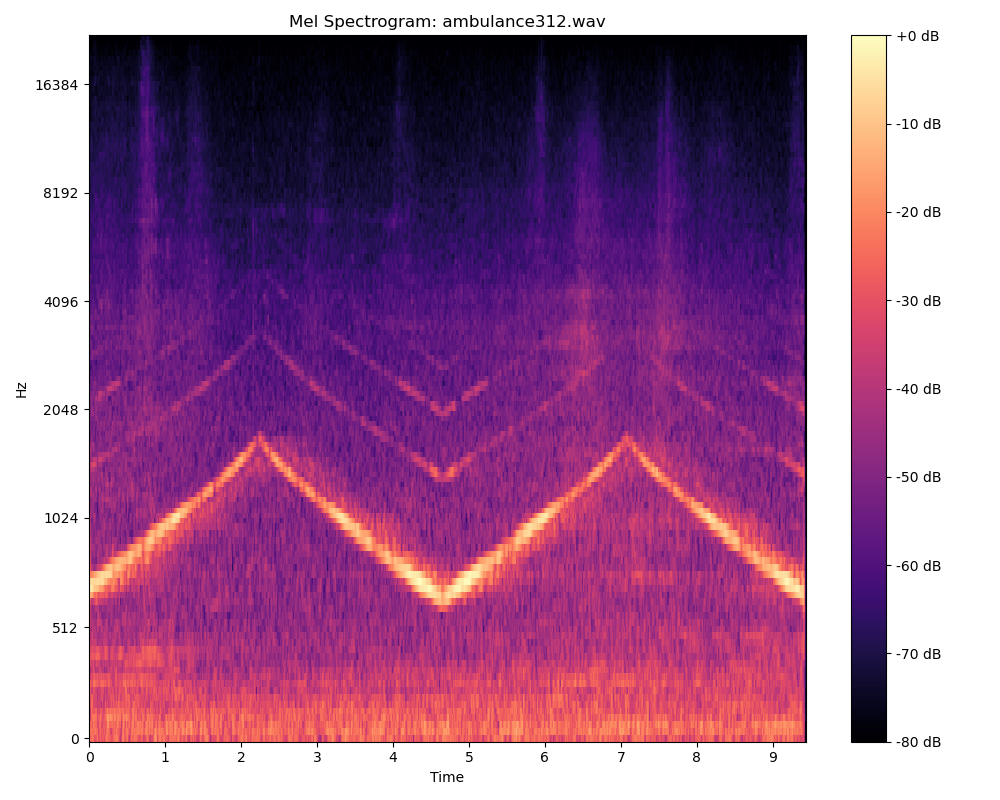 Mel Spectrogram: ambulance312.wav
Hz
16384
8192
4096
2048
1024
512
0
0 1 2 3 4 5 6 7 8 9
Time
+0 dB
-10 dB
-20 dB
-30 dB
-40 dB
-50 dB
-60 dB
-70 dB
-80 dB